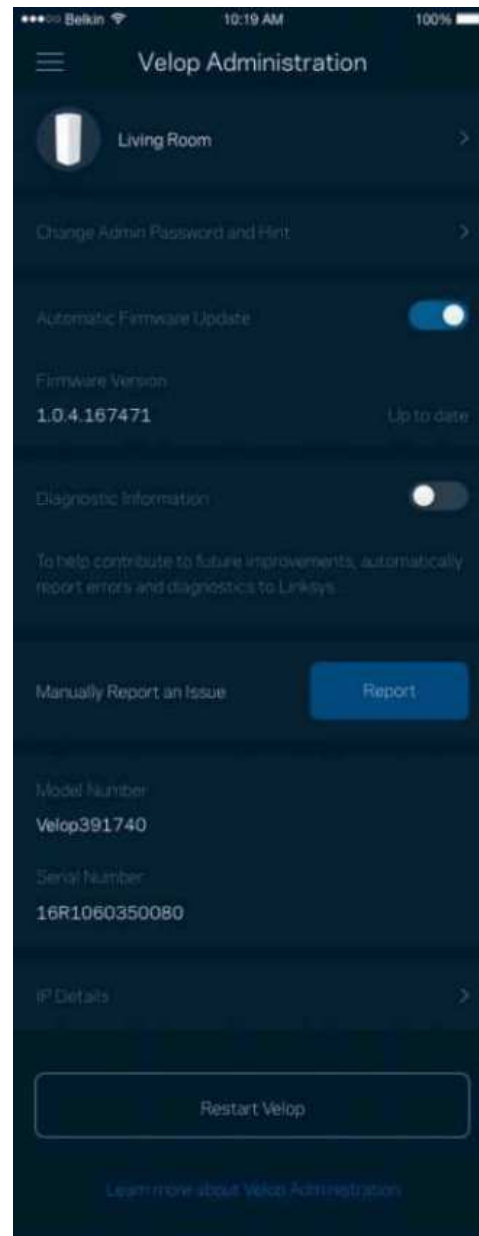 Belkin 10:19 AM 100%
Velop Administration
Living Room
Change Admin Password and Hint
Automatic Firmware Update
Firmware Version
1.0.4.167471 Up to date
Diagnostic Information
To help contribute to future improvements, automatically
report errors and diagnostics to Linksys.
Manually Report an Issue Report
Model Number
Velop391740
Serial Number
16R1060350080
IP Details
Restart Velop
Learn more about Velop Administration